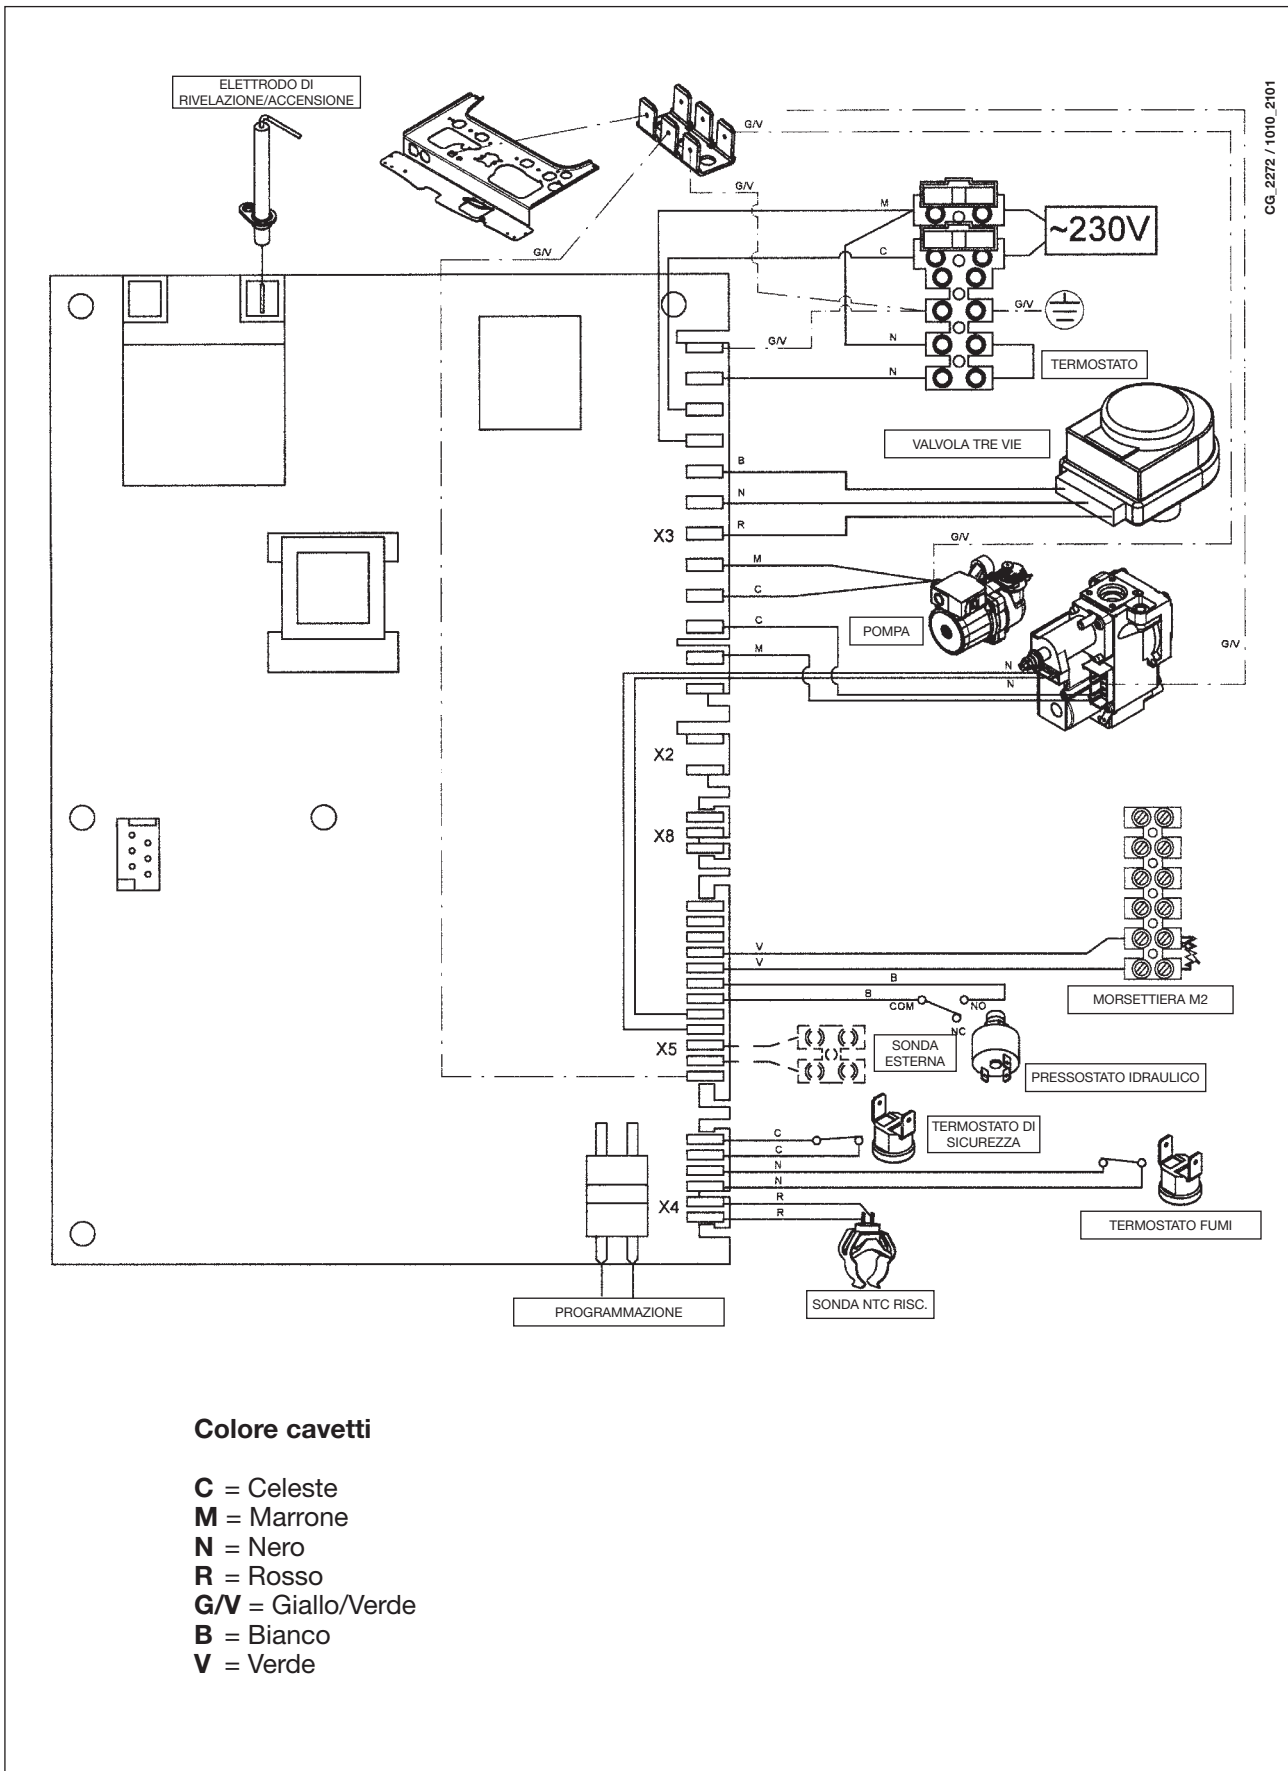 CG_2272 / 1010_2101
ELETTRODO DI
RIVELAZIONE/ACCENSIONE
G/V
G/V
M
~230V
C
G/V
G/V
G/V
N
TERMOSTATO
N
VALVOLA TRE VIE
B
N
R
X3
G/V
M
C
C
POMPA
G/V
M
N
N
X2
X8
V
V
B
MORSETTIERA M2
B
COM
NO
NC
X5
SONDA
ESTERNA
PRESSOSTATO IDRAULICO
C
C
TERMOSTATO DI
SICUREZZA
N
N
R
X4
R
TERMOSTATO FUMI
PROGRAMMAZIONE
SONDA NTC RISC.
Colore cavetti
C = Celeste
M = Marrone
N = Nero
R = Rosso
G/V = Giallo/Verde
B = Bianco
V = Verde